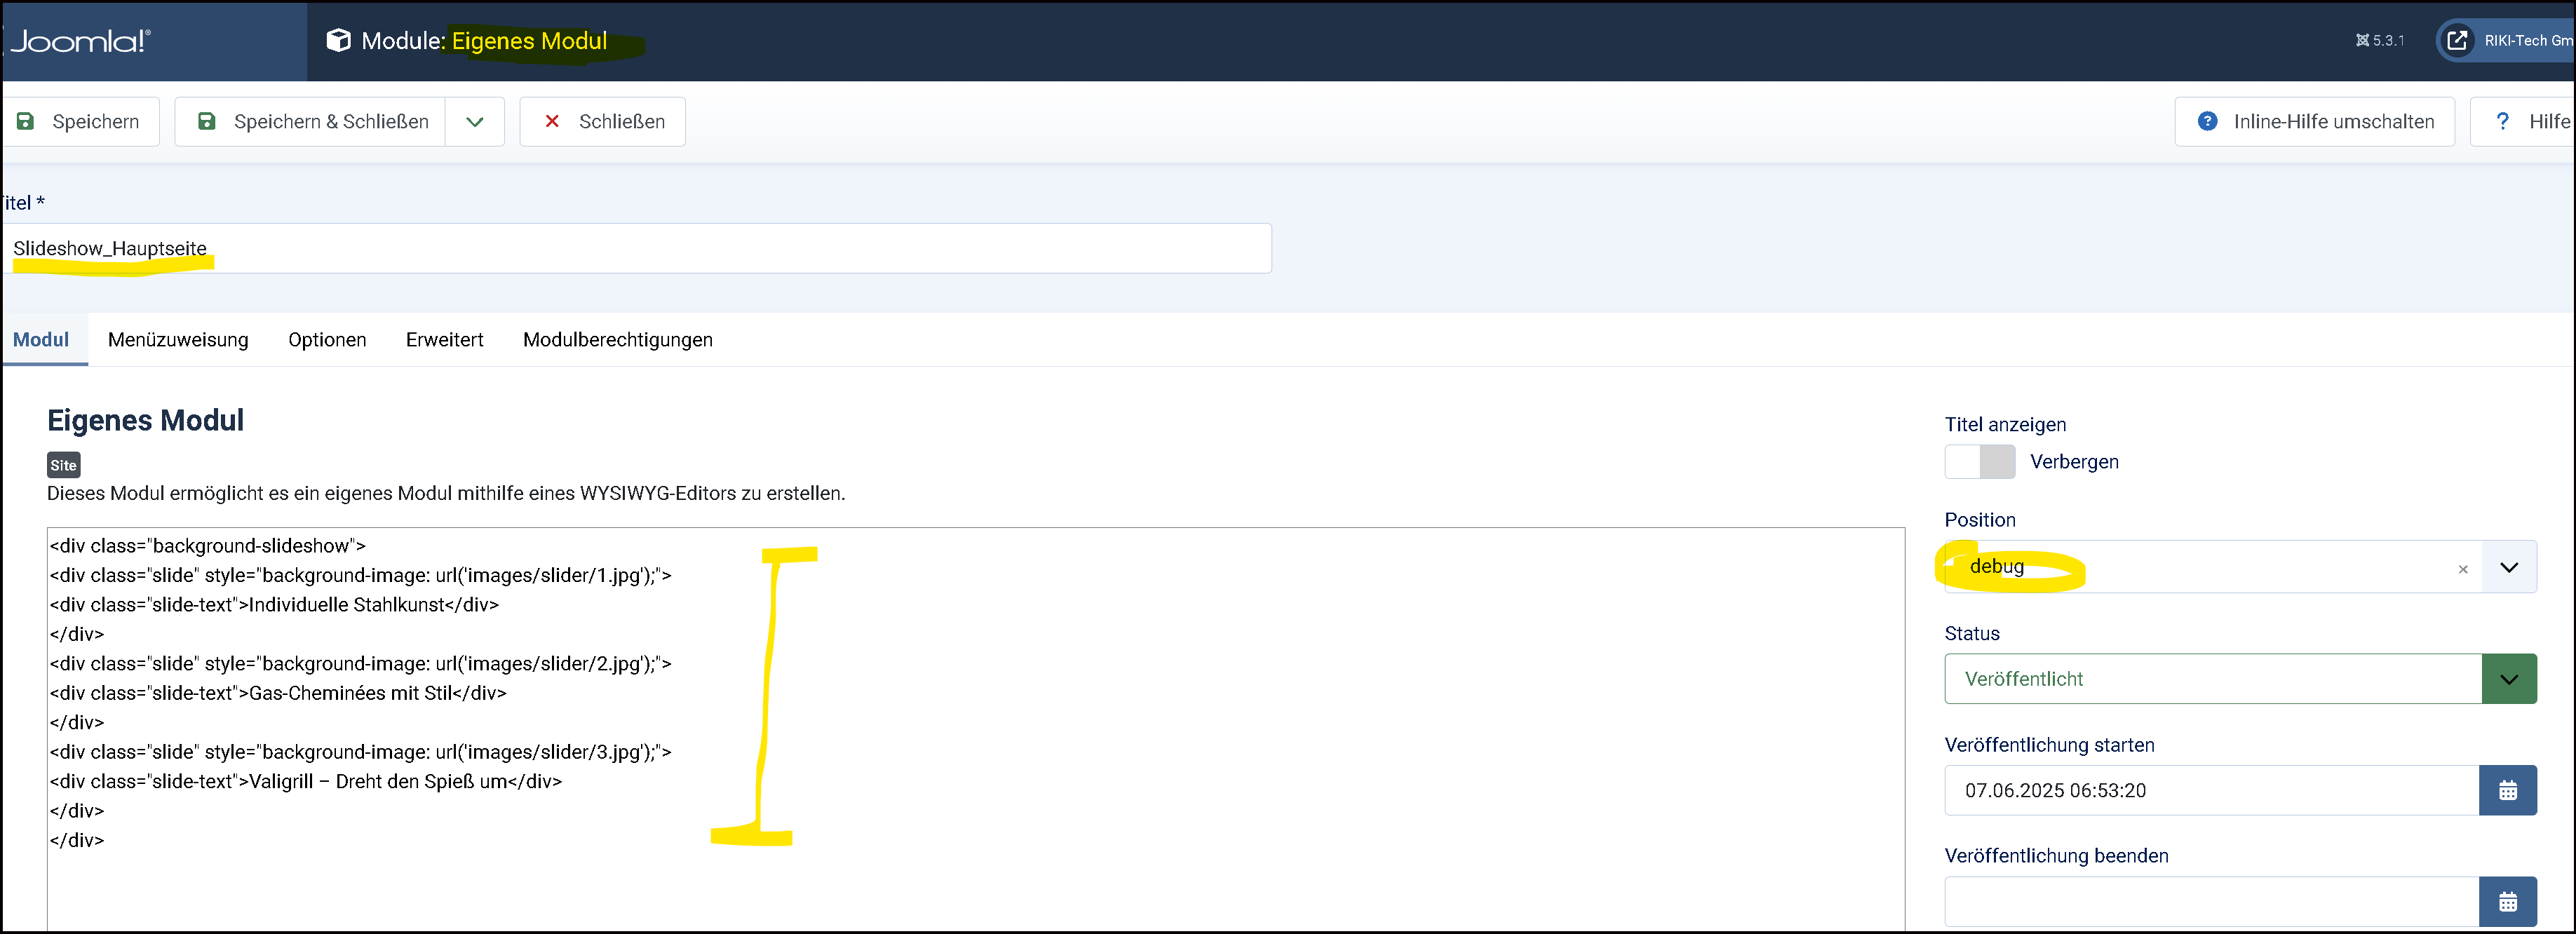 Joomla!®
Module: Eigenes Modul
5.3.1
RIKI-Tech Gm
Speichern
Speichern & Schließen
Schließen
Inline-Hilfe umschalten
Hilfe
Titel *
Slideshow_Hauptseite
Modul
Menüzuweisung
Optionen
Erweitert
Modulberechtigungen
Eigenes Modul
Site
Dieses Modul ermöglicht es ein eigenes Modul mithilfe eines WYSIWYG-Editors zu erstellen.
<div class="background-slideshow">
<div class="slide" style="background-image: url('images/slider/1.jpg');">
<div class="slide-text">Individuelle Stahlkunst</div>
</div>
<div class="slide" style="background-image: url('images/slider/2.jpg');">
<div class="slide-text">Gas-Cheminées mit Stil</div>
</div>
<div class="slide" style="background-image: url('images/slider/3.jpg');">
<div class="slide-text">Valigrill – Dreht den Spieß um</div>
</div>
</div>
Titel anzeigen
Verbergen
Position
debug
Status
Veröffentlicht
Veröffentlichung starten
07.06.2025 06:53:20
Veröffentlichung beenden